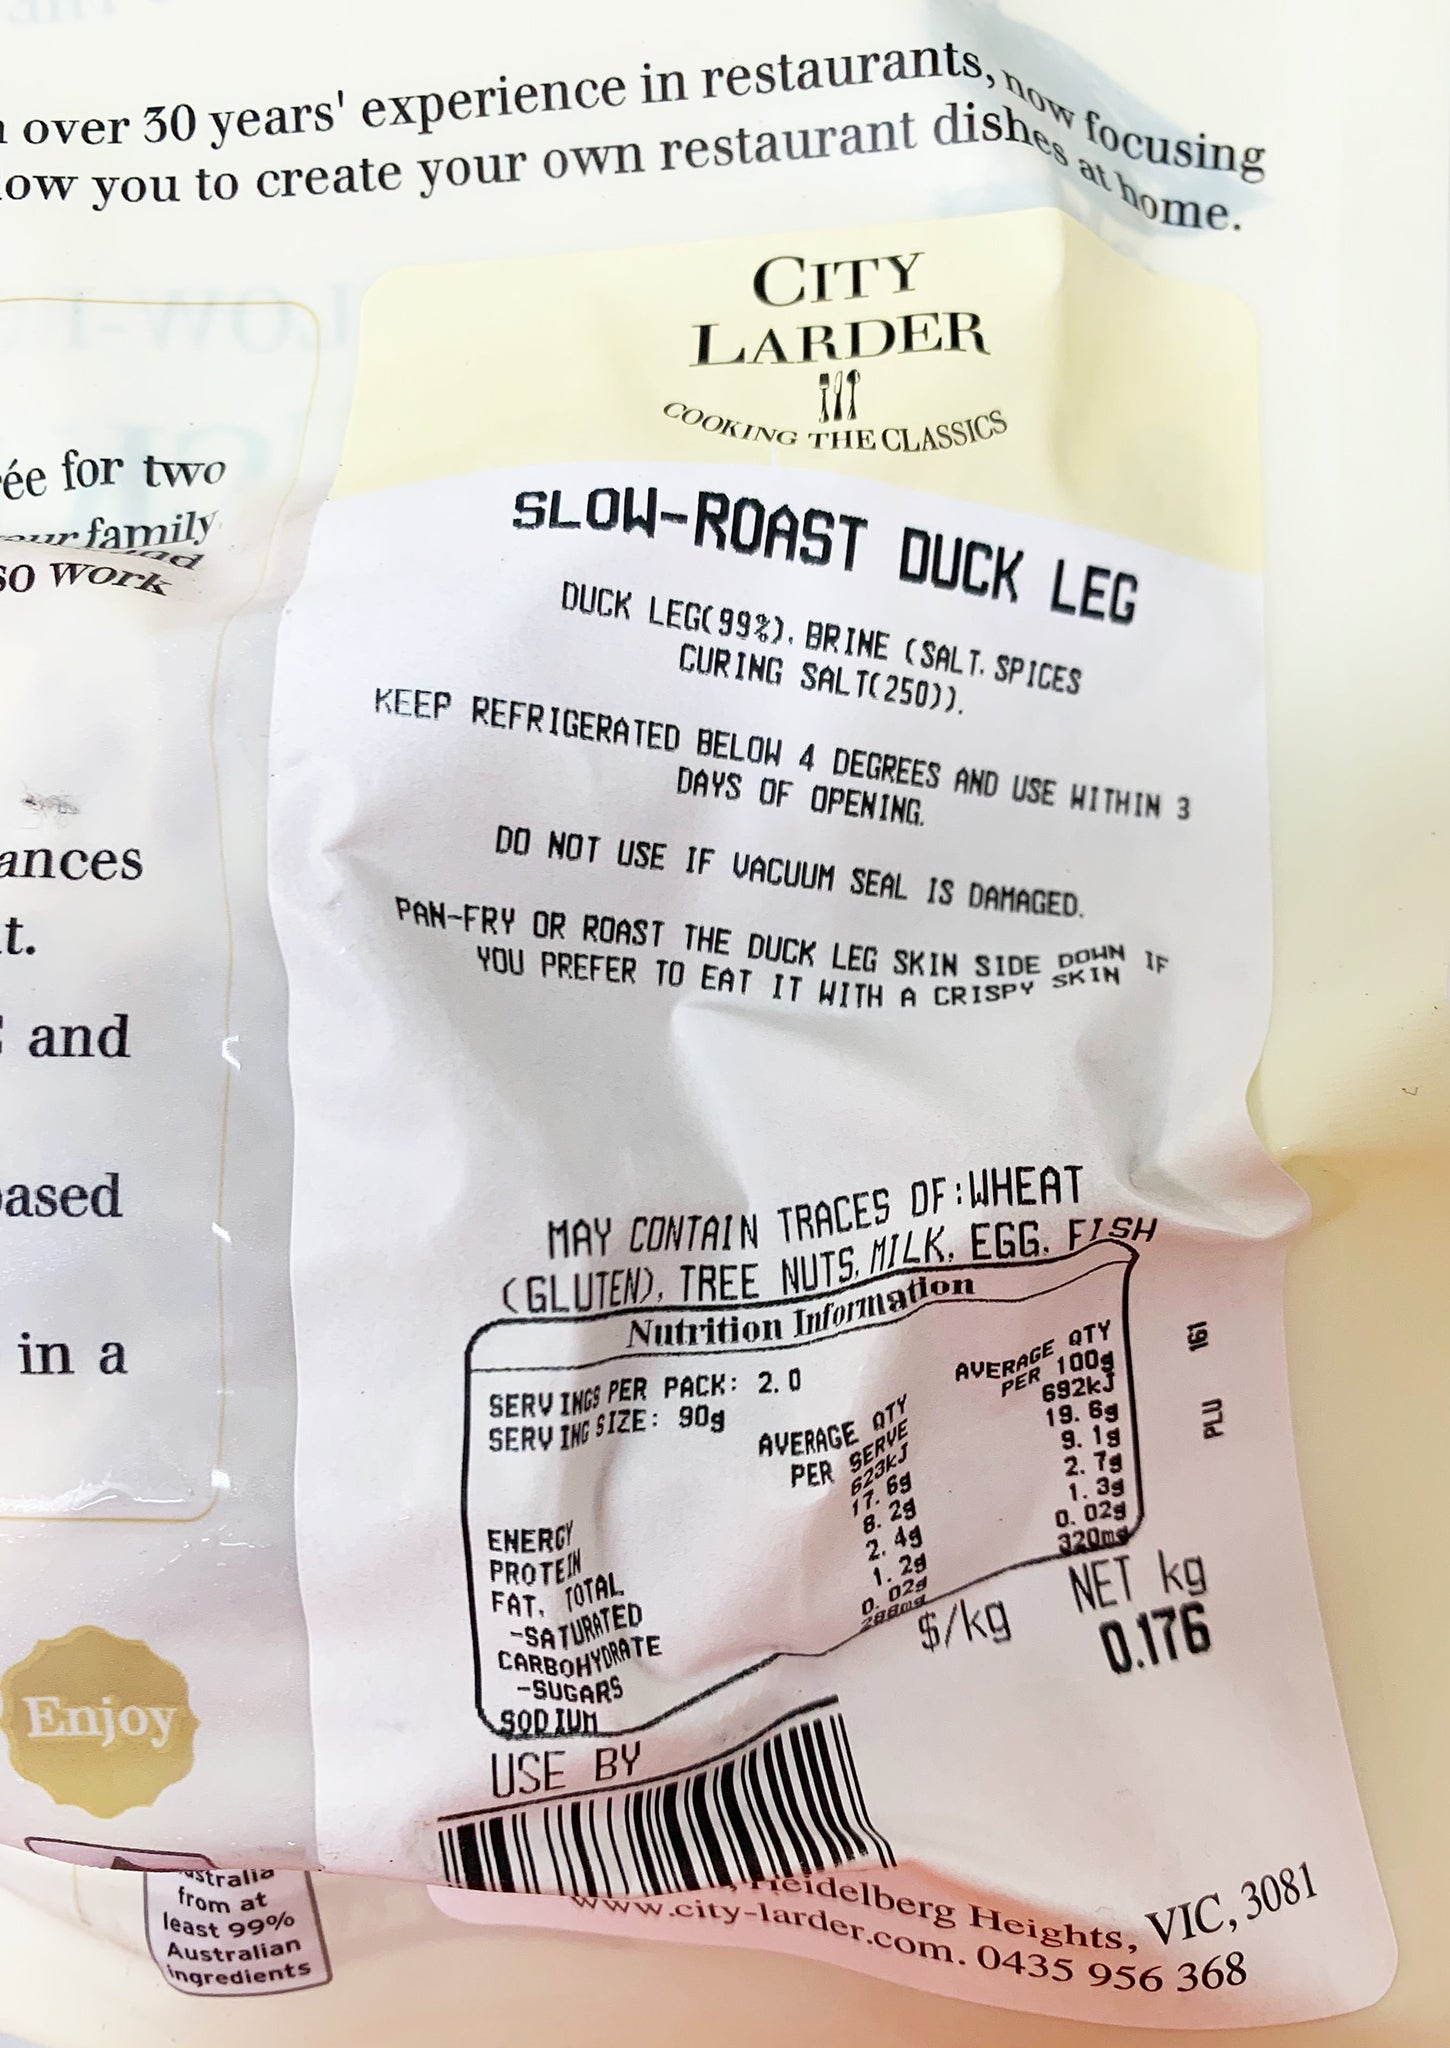 over 30 years' experience in restaurants, now focusing
you to create your own restaurant dishes at home.
CITY
LARDER
COOKING THE CLASSICS
for two
family
work
and
in a
Enjoy
from at
least 99%
Australian
ingredients
SLOW-ROAST DUCK LEG
DUCK LEG(99%). BRINE (SALT. SPICES
CURING SALT(250)).
KEEP REFRIGERATED BELOW 4 DEGREES AND USE WITHIN 3
DAYS OF OPENING.
DO NOT USE IF VACUUM SEAL IS DAMAGED.
PAN-FRY OR ROAST THE DUCK LEG SKIN SIDE DOWN IF
YOU PREFER TO EAT IT WITH A CRISPY SKIN
MAY CONTAIN TRACES OF:WHEAT
(GLUTEN), TREE NUTS, MILK, EGG, FISH
Nutrition Information
SERVINGS PER PACK: 2.0
SERVING SIZE: 90g
AVERAGE QTY PER SERVE
AVERAGE QTY PER 100g
ENERGY 623kJ 692kJ
PROTEIN 17.6g 19.6g
FAT, TOTAL 8.2g 9.1g
-SATURATED 2.4g 2.7g
CARBOHYDRATE 1.2g 1.3g
-SUGARS 0.02g 0.02g
SODIUM 288mg 320mg
PLU 161
$/kg
NET kg
0.176
USE BY
Heidelberg Heights, VIC, 3081
www.city-larder.com. 0435 956 368